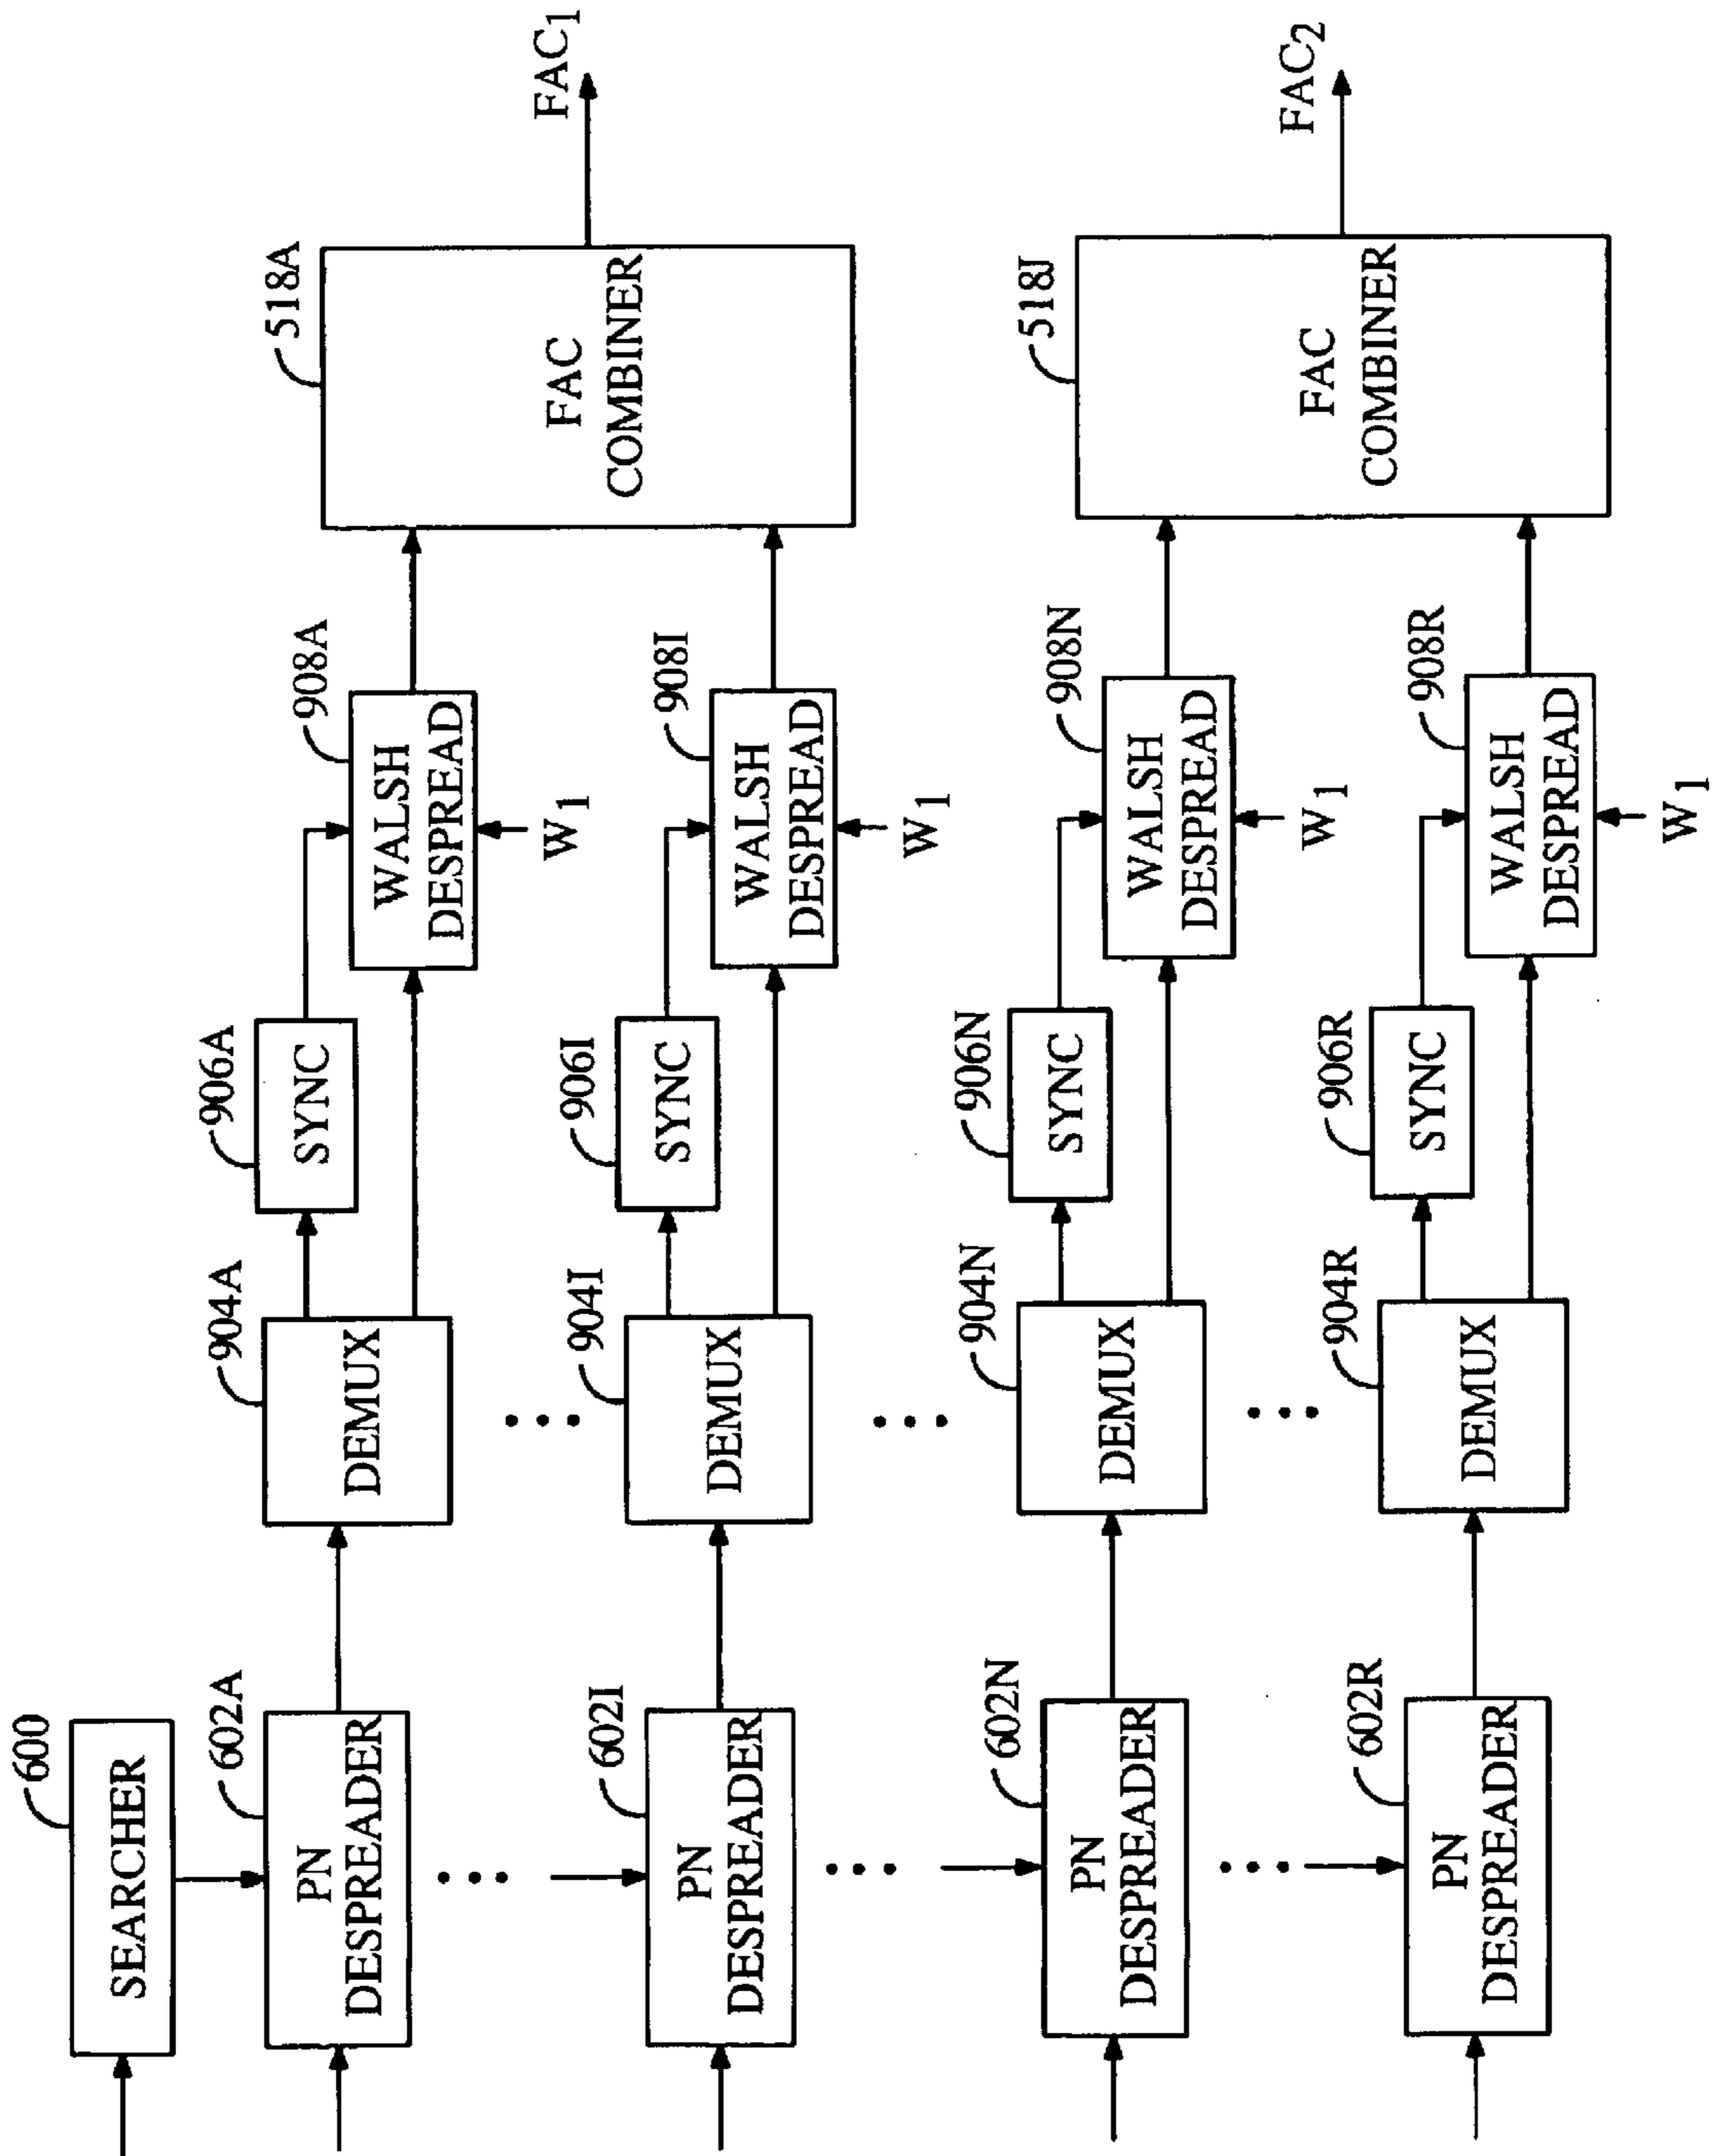 600
SEARCHER
602A
PN
DESPREADER
904A
DEMUX
906A
SYNC
908A
WALSH
DESPREAD
W1
518A
FAC
COMBINER
FAC1
602I
PN
DESPREADER
904I
DEMUX
906I
SYNC
908I
WALSH
DESPREAD
W1
602N
PN
DESPREADER
904N
DEMUX
906N
SYNC
908N
WALSH
DESPREAD
W1
518J
FAC
COMBINER
FAC2
602R
PN
DESPREADER
904R
DEMUX
906R
SYNC
908R
WALSH
DESPREAD
W1